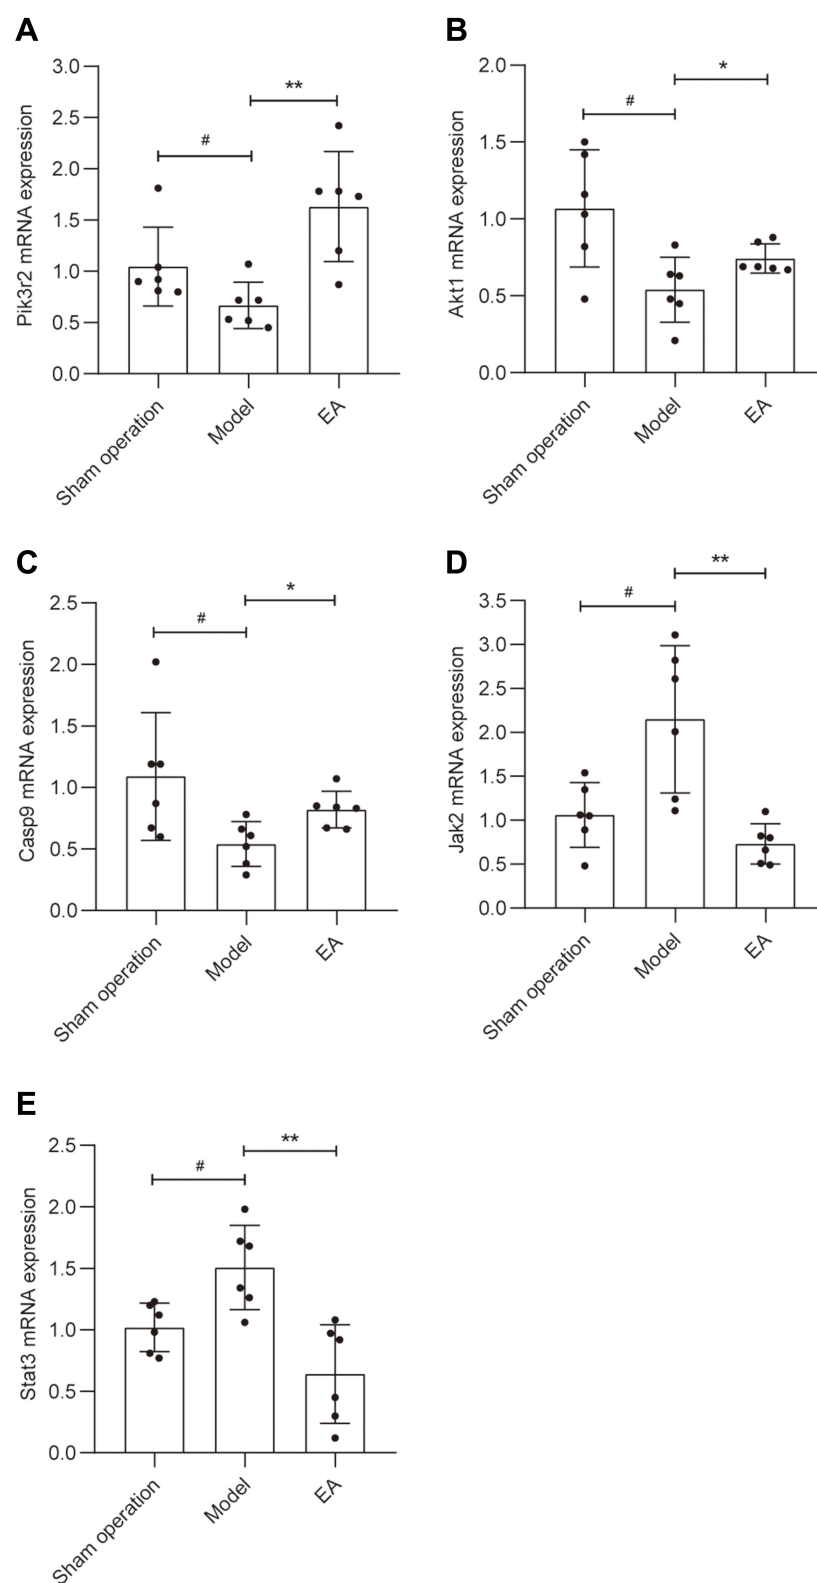 A
Pik3r2 mRNA expression
3.0
2.5
2.0
1.5
1.0
0.5
0.0
#
**
Sham operation
Model
EA
B
Akt1 mRNA expression
2.0
1.5
1.0
0.5
0.0
#
*
Sham operation
Model
EA
C
Casp9 mRNA expression
2.5
2.0
1.5
1.0
0.5
0.0
#
*
Sham operation
Model
EA
D
Jak2 mRNA expression
3.5
3.0
2.5
2.0
1.5
1.0
0.5
0.0
#
**
Sham operation
Model
EA
E
Stat3 mRNA expression
2.5
2.0
1.5
1.0
0.5
0.0
#
**
Sham operation
Model
EA